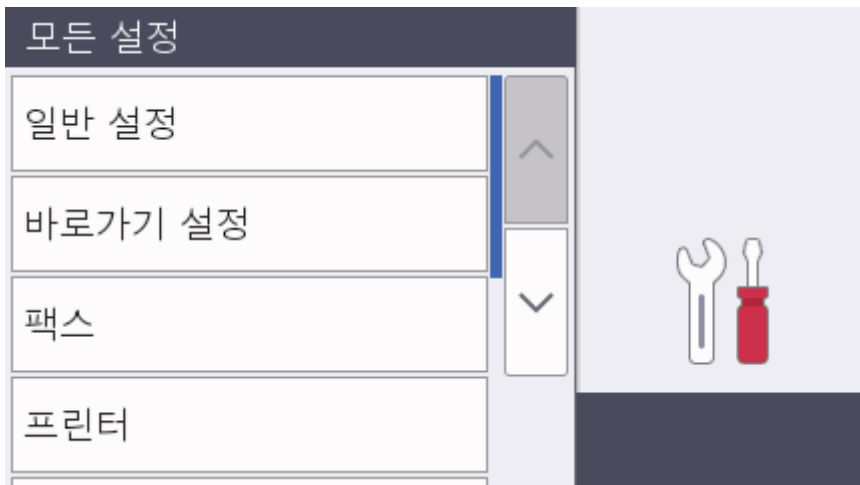 모든 설정
일반 설정
바로가기 설정
팩스
프린터